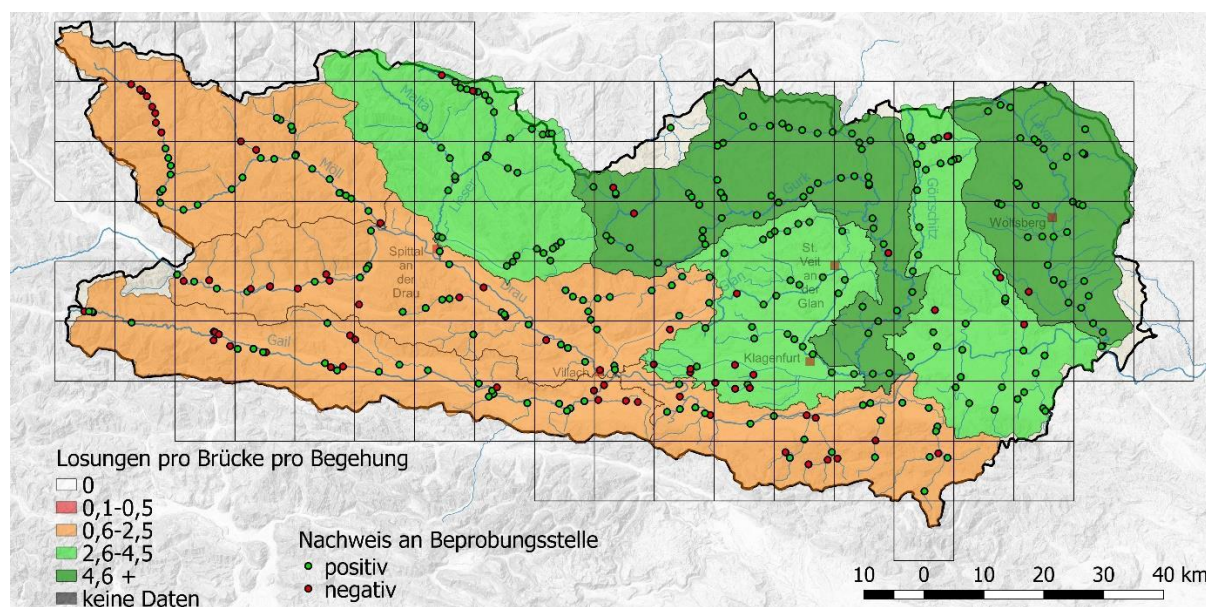 Malta
Lavant
Möll
Lieser
Gurk
Görtschitz
Wolfsberg
Spittal
an
der
Drau
St.
Veit
an
der
Glan
Glan
Drau
Gail
Klagenfurt
Villach
Losungen pro Brücke pro Begehung
0
0,1-0,5
0,6-2,5
2,6-4,5
4,6 +
keine Daten
Nachweis an Beprobungsstelle
positiv
negativ
10 0 10 20 30 40 km